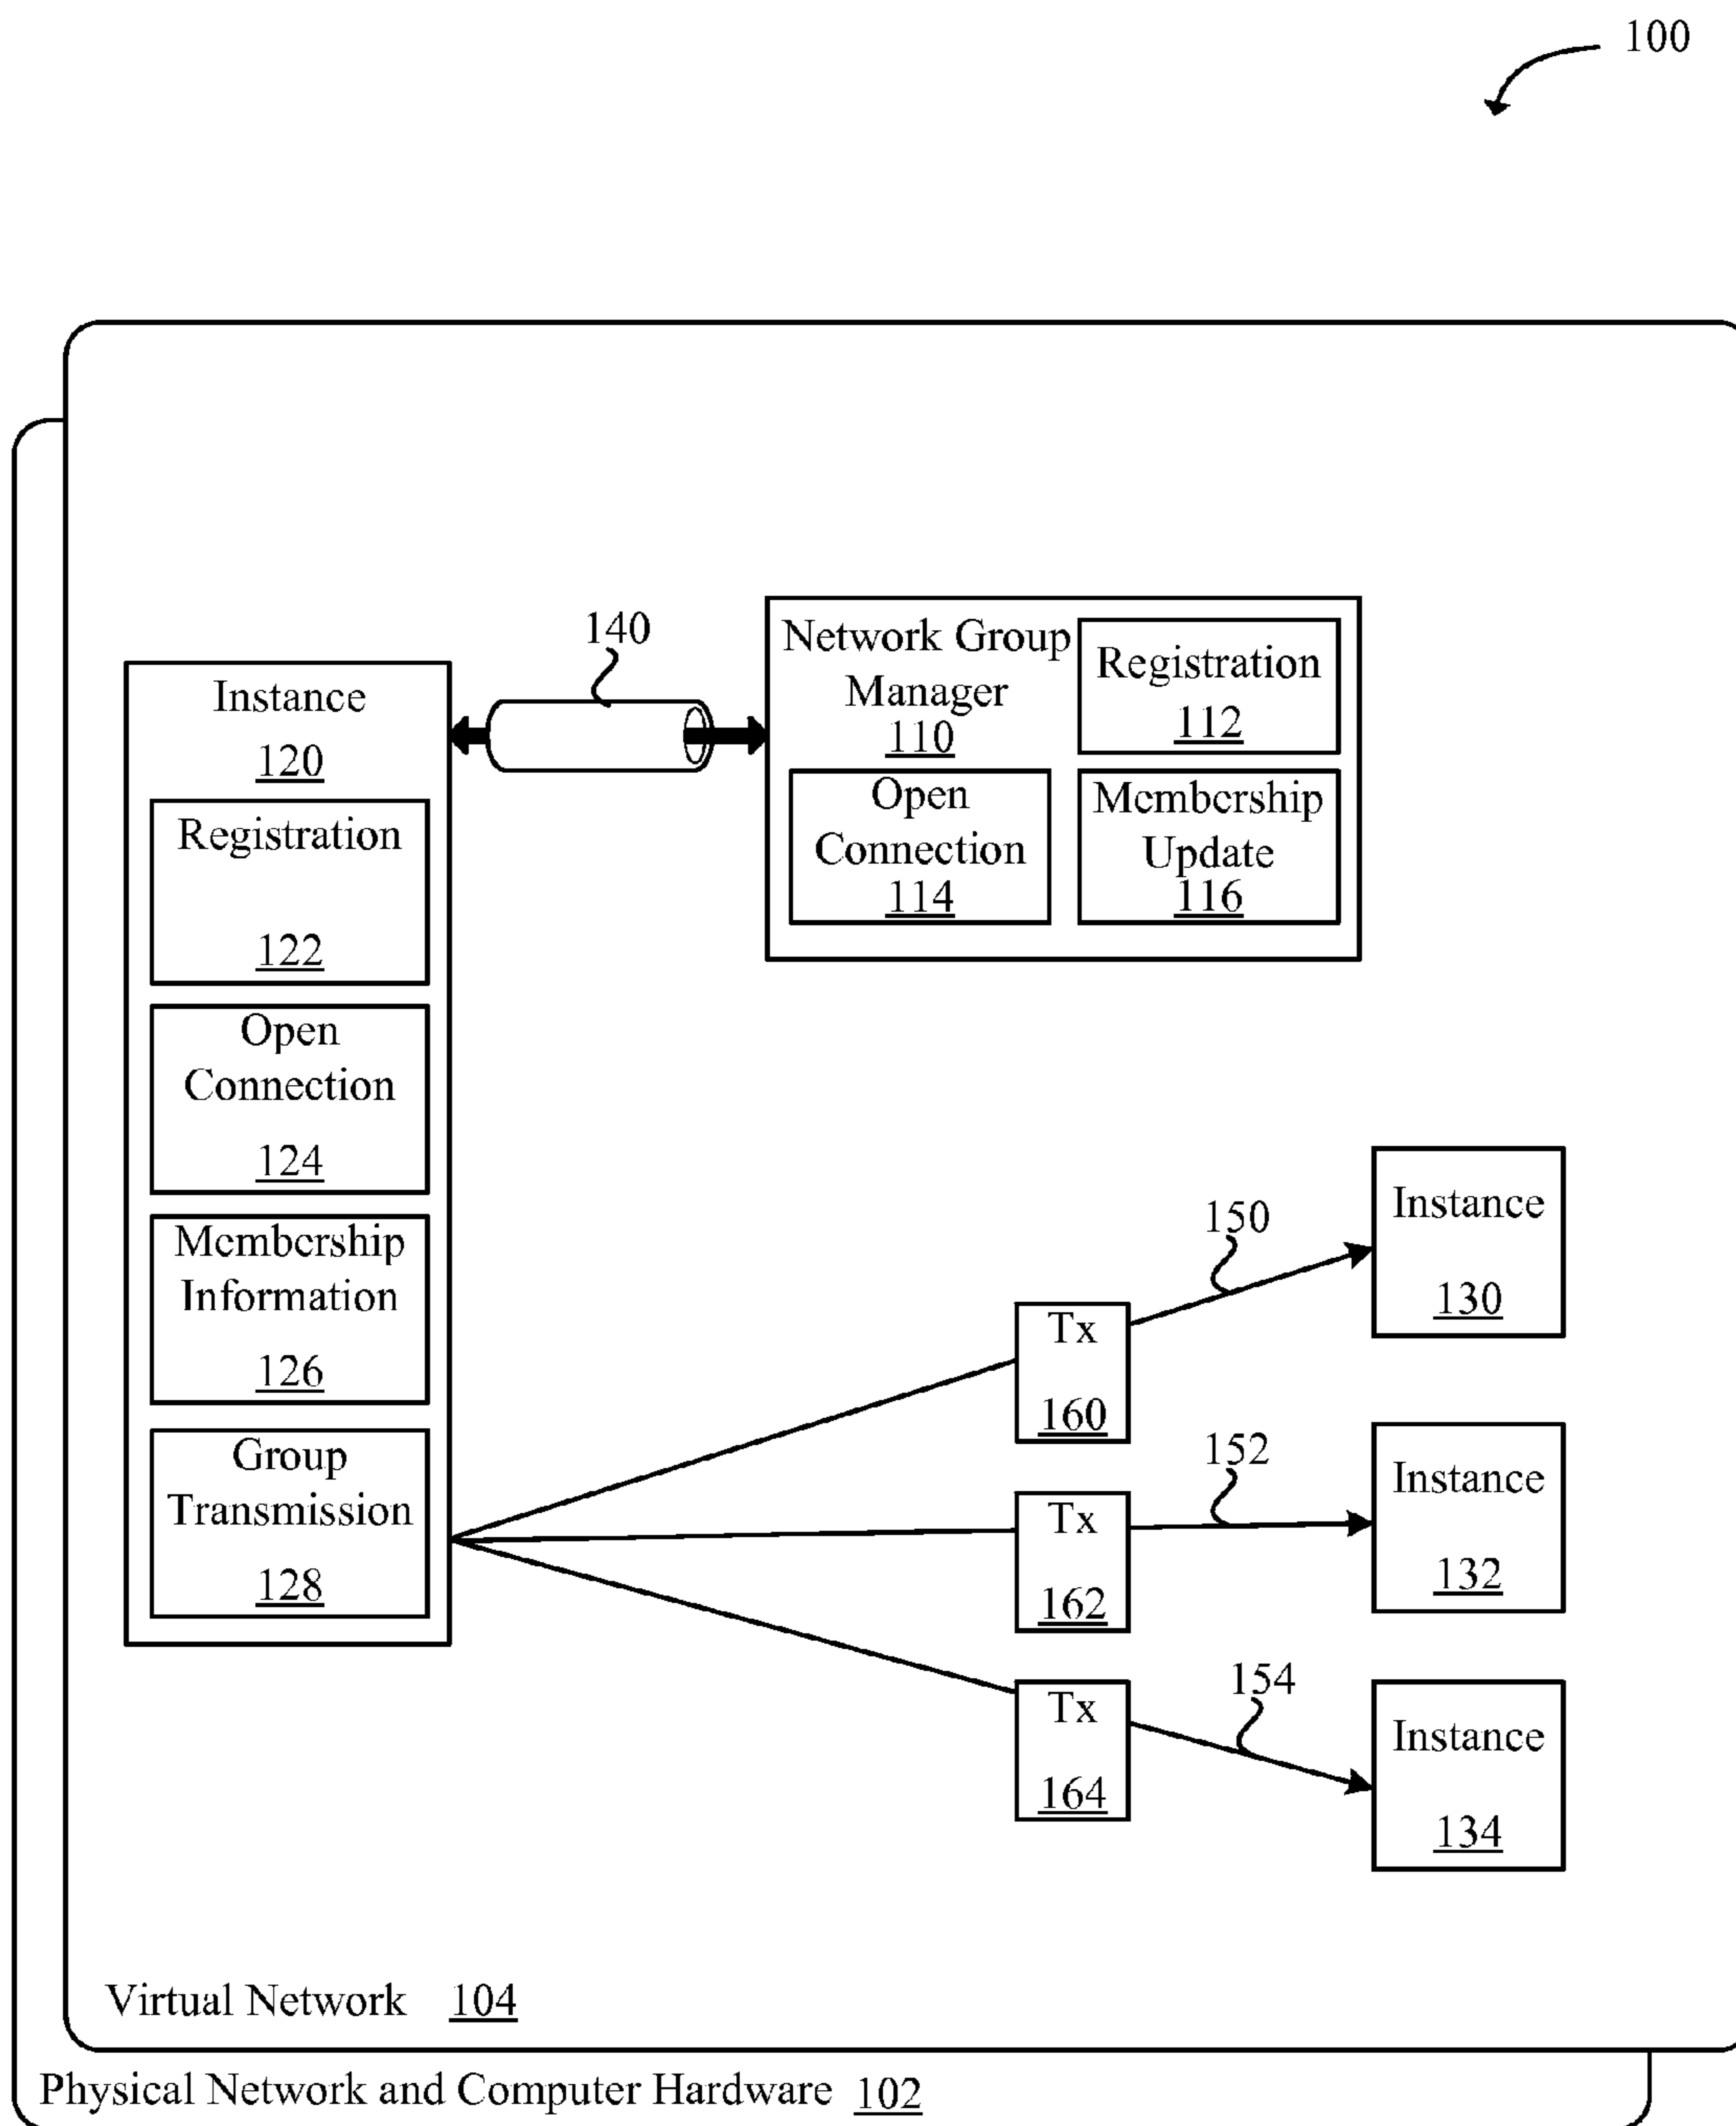 100
140
Network Group
Manager
110
Registration
112
Open
Connection
114
Membership
Update
116
Instance
120
Registration
122
Open
Connection
124
Membership
Information
126
Group
Transmission
128
150
Tx
160
Instance
130
152
Tx
162
Instance
132
154
Tx
164
Instance
134
Virtual Network 104
Physical Network and Computer Hardware 102